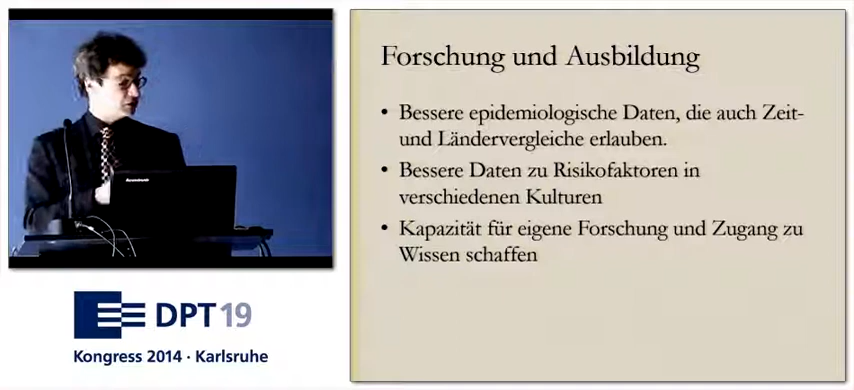 Forschung und Ausbildung
• Bessere epidemiologische Daten, die auch Zeit-
und Ländervergleiche erlauben.
• Bessere Daten zu Risikofaktoren in
verschiedenen Kulturen
• Kapazität für eigene Forschung und Zugang zu
Wissen schaffen
DPT 19
Kongress 2014 · Karlsruhe